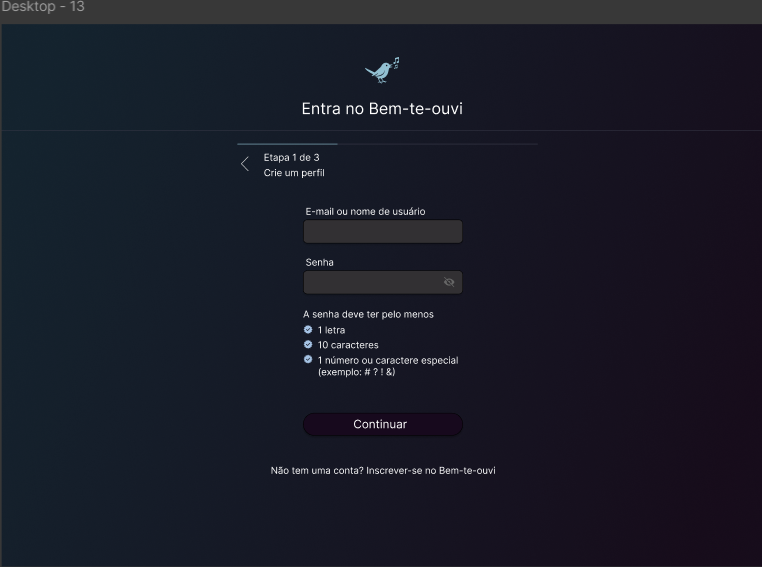 Desktop - 13
Entra no Bem-te-ouvi
Etapa 1 de 3
Crie um perfil
E-mail ou nome de usuário
Senha
A senha deve ter pelo menos
1 letra
10 caracteres
1 número ou caractere especial
(exemplo: # ? ! &)
Continuar
Não tem uma conta? Inscrever-se no Bem-te-ouvi